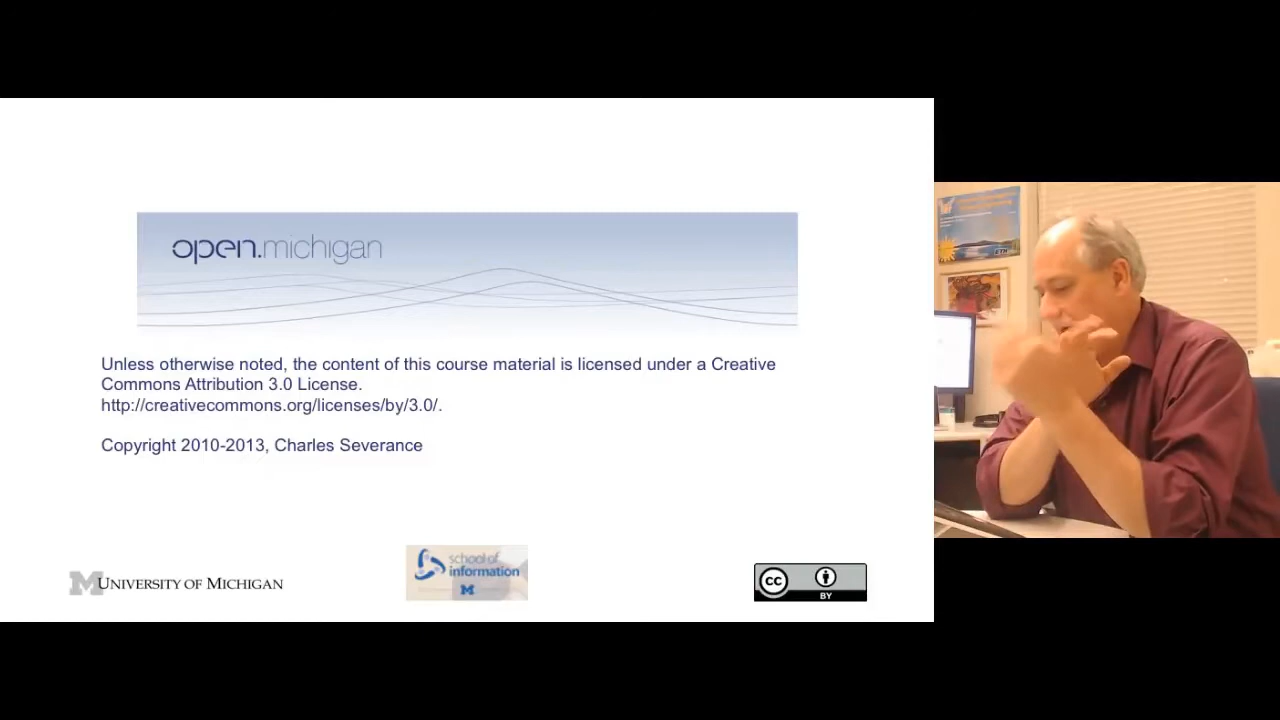 open.michigan
Unless otherwise noted, the content of this course material is licensed under a Creative
Commons Attribution 3.0 License.
http://creativecommons.org/licenses/by/3.0/.
Copyright 2010-2013, Charles Severance
M UNIVERSITY OF MICHIGAN
school of
information
M
cc
BY